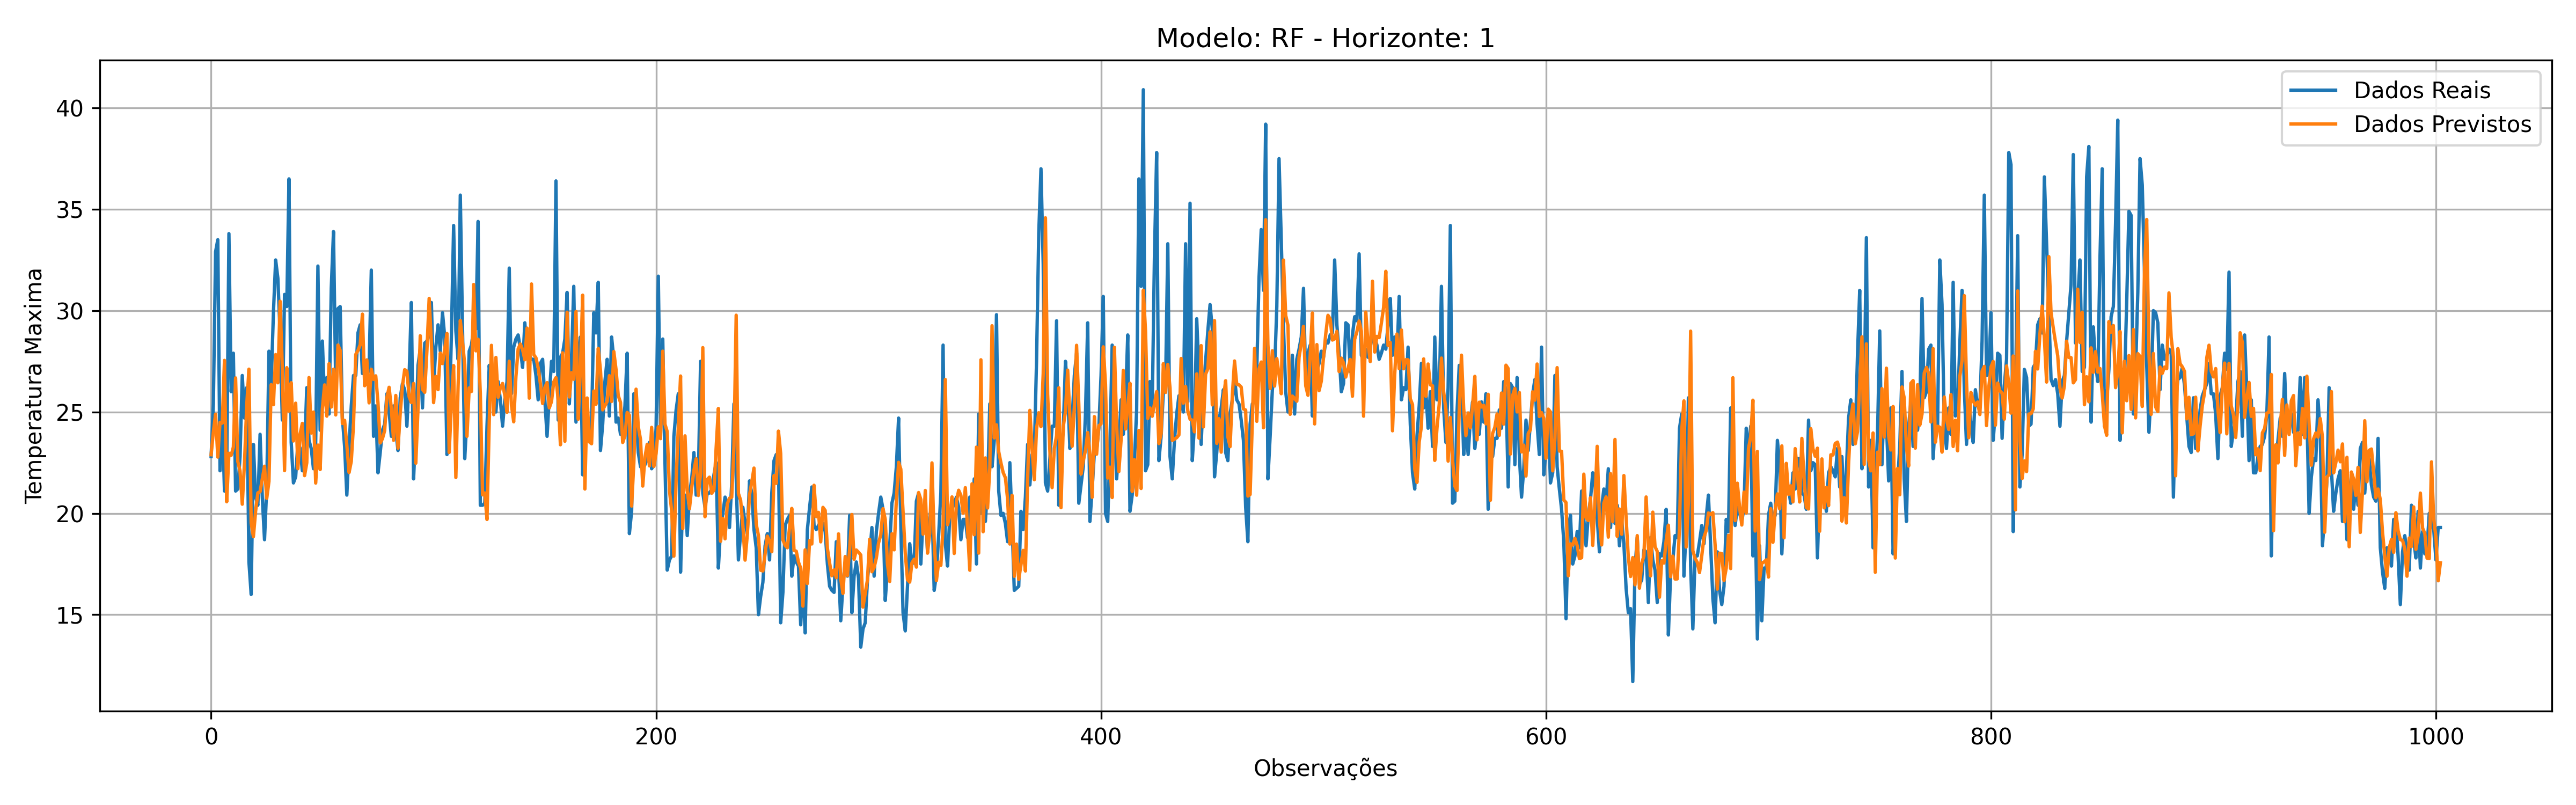 Modelo: RF - Horizonte: 1
Dados Reais
Dados Previstos
Temperatura Maxima
40
35
30
25
20
15
0
200
400
600
800
1000
Observações